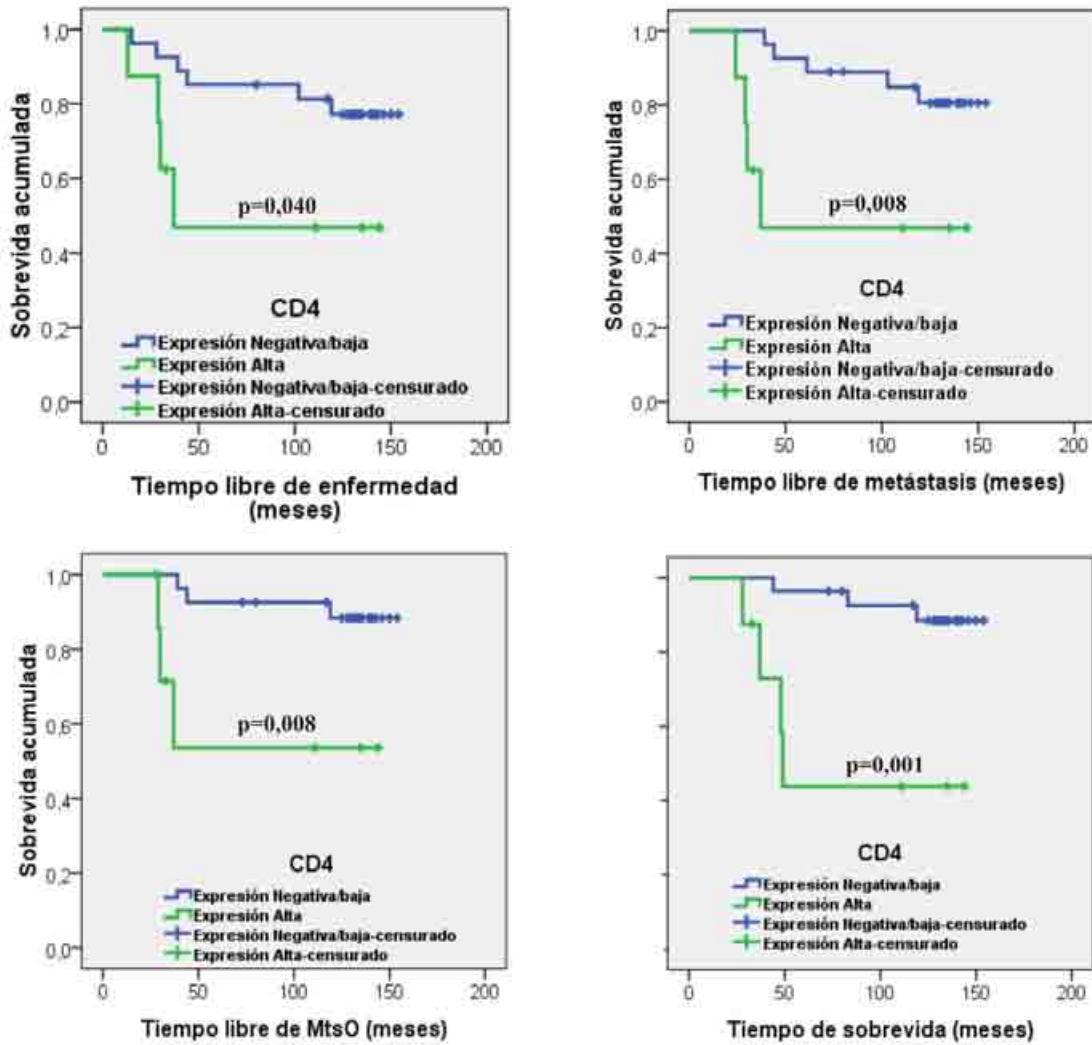 Sobrevida acumulada
1,0
0,8
0,6
0,4
0,2
0,0
p=0,040
CD4
Expresión Negativa/baja
Expresión Alta
Expresión Negativa/baja-censurado
Expresión Alta-censurado
0 50 100 150 200
Tiempo libre de enfermedad
(meses)
Sobrevida acumulada
1,0
0,8
0,6
0,4
0,2
0,0
p=0,008
CD4
Expresión Negativa/baja
Expresión Alta
Expresión Negativa/baja-censurado
Expresión Alta-censurado
0 50 100 150 200
Tiempo libre de metástasis (meses)
Sobrevida acumulada
1,0
0,8
0,6
0,4
0,2
0,0
p=0,008
CD4
Expresión Negativa/baja
Expresión Alta
Expresión Negativa/baja-censurado
Expresión Alta-censurado
0 50 100 150 200
Tiempo libre de MtsO (meses)
p=0,001
CD4
Expresión Negativa/baja
Expresión Alta
Expresión Negativa/baja-censurado
Expresión Alta-censurado
0 50 100 150 200
Tiempo de sobrevida (meses)